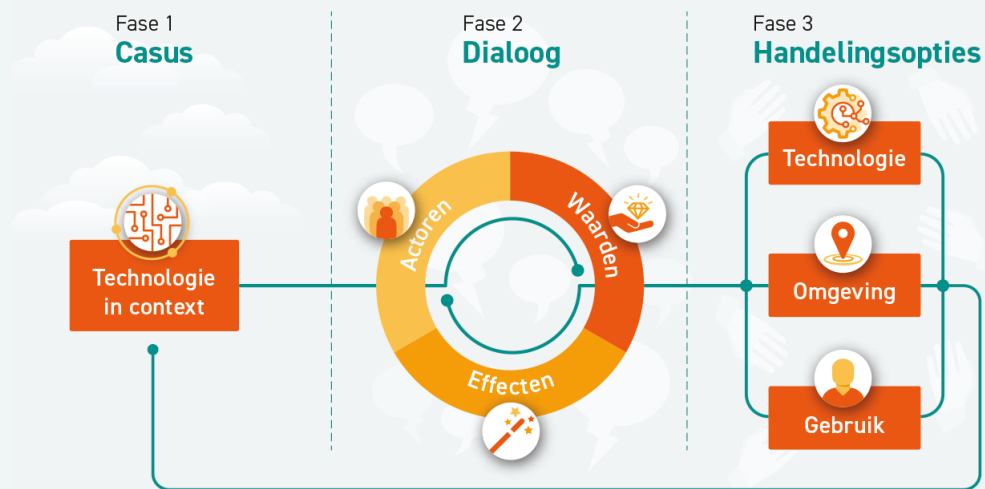 Fase 1
Casus
Technologie
in context
Fase 2
Dialoog
Actoren
Waarden
Effecten
Fase 3
Handelingsopties
Technologie
Omgeving
Gebruik